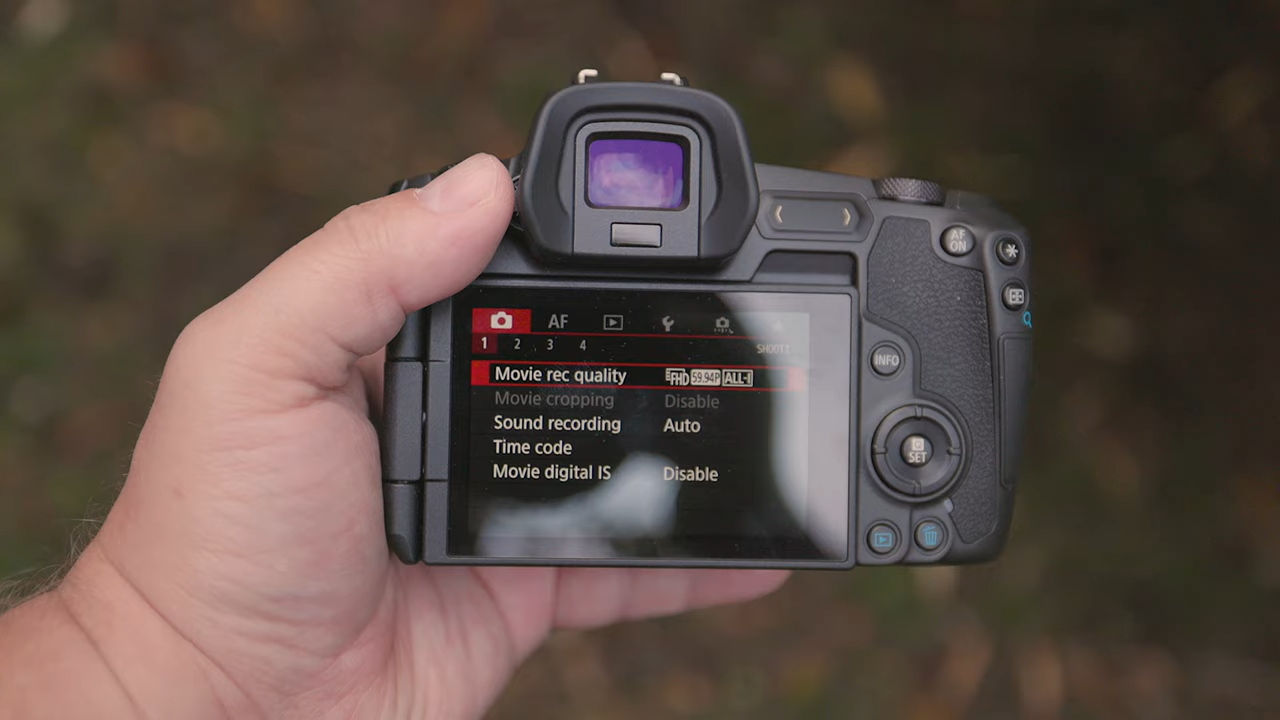 AF
ON
AF
1 2 3 4
SHOOT1
Movie rec quality FHD 59.94P ALL-I
Movie cropping Disable
Sound recording Auto
Time code
Movie digital IS Disable
INFO
SET